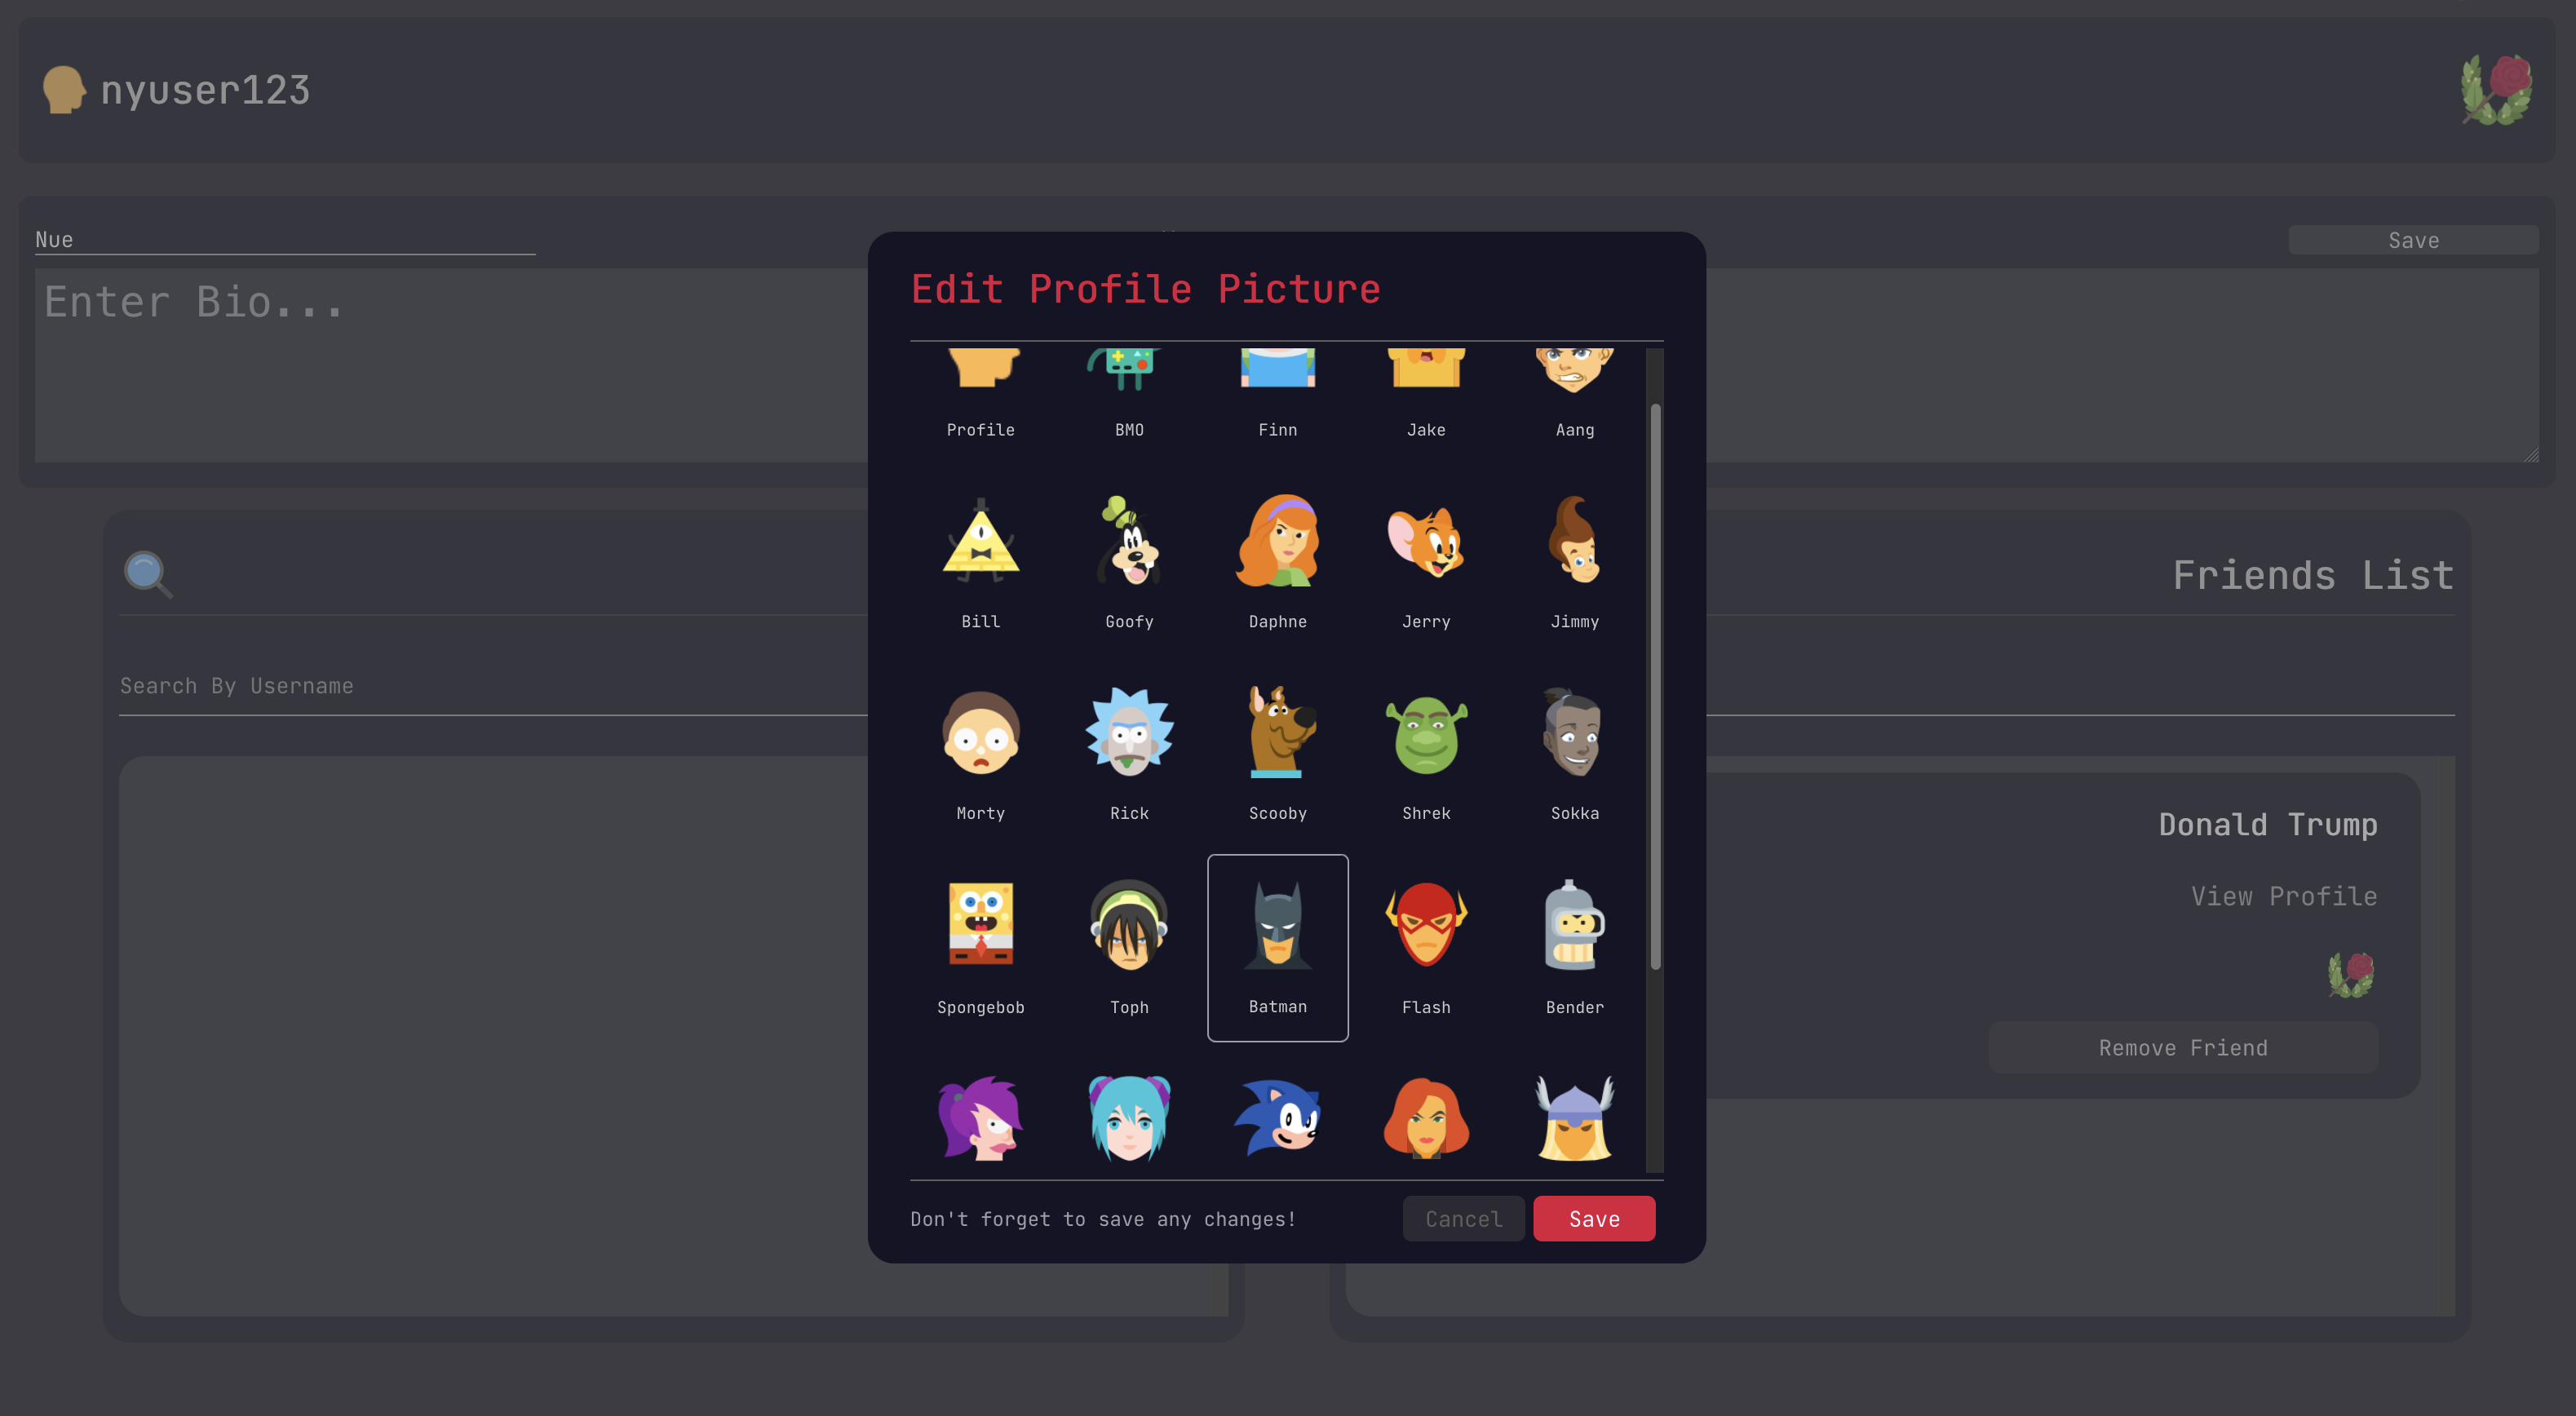 nyuser123
Nue
Save
Enter Bio...
Edit Profile Picture
Profile
BMO
Finn
Jake
Aang
Bill
Goofy
Daphne
Jerry
Jimmy
Morty
Rick
Scooby
Shrek
Sokka
Spongebob
Toph
Batman
Flash
Bender
Don't forget to save any changes!
Cancel
Save
Search By Username
Friends List
Donald Trump
View Profile
Remove Friend